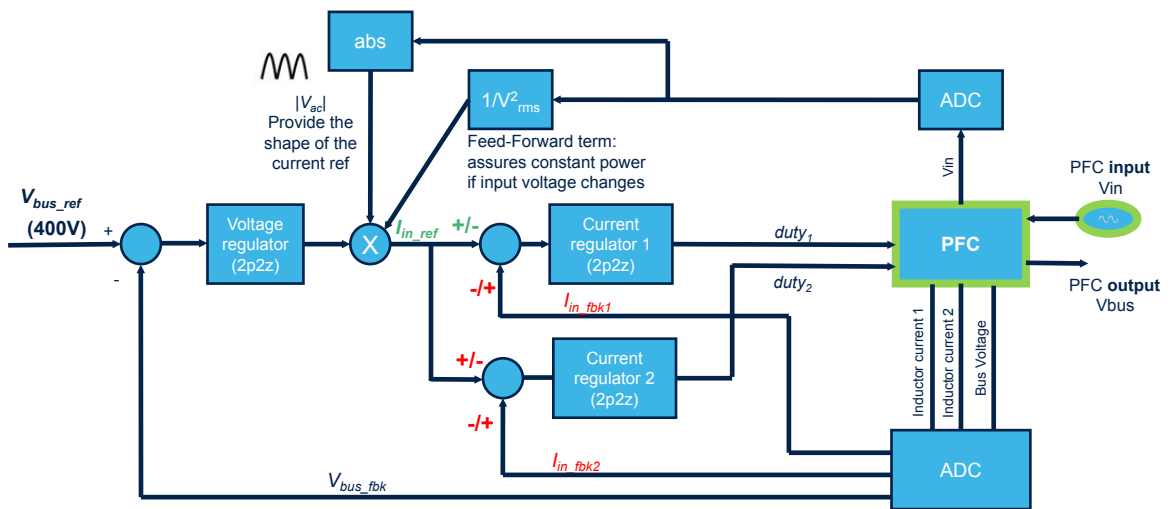 abs
|Vac|
Provide the
shape of the
current ref
1/V²rms
Feed-Forward term:
assures constant power
if input voltage changes
ADC
Vin
PFC input
Vin
PFC
PFC output
Vbus
Vbus_ref
(400V)
+
-
Voltage
regulator
(2p2z)
X
Iin_ref
+/-
-/+
Current
regulator 1
(2p2z)
duty1
duty2
Iin_fbk1
+/-
-/+
Current
regulator 2
(2p2z)
Inductor current 1
Inductor current 2
Bus Voltage
Iin_fbk2
Vbus_fbk
ADC